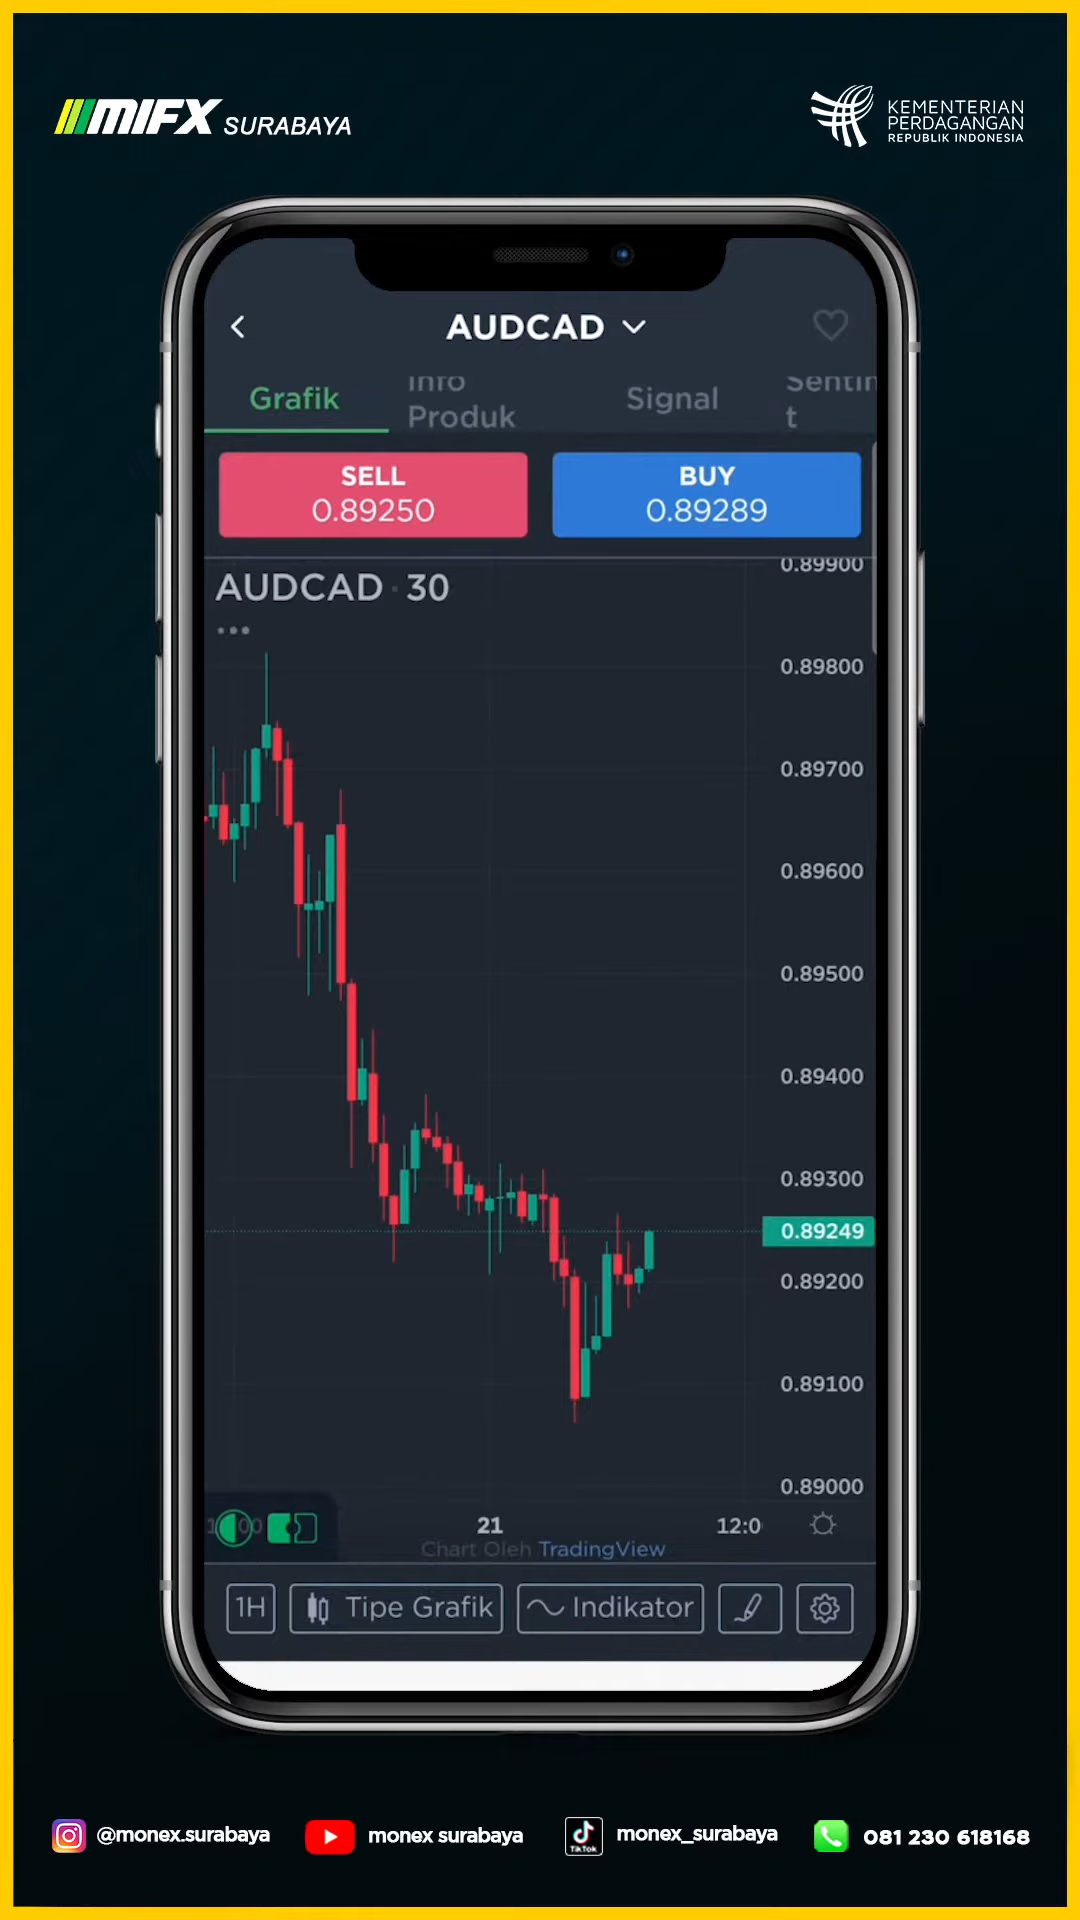 MIFX SURABAYA
KEMENTERIAN
PERDAGANGAN
REPUBLIK INDONESIA
AUDCAD
Grafik
Info
Produk
Signal
Sentin
t
SELL
0.89250
BUY
0.89289
AUDCAD · 30
0.89900
0.89800
0.89700
0.89600
0.89500
0.89400
0.89300
0.89249
0.89200
0.89100
0.89000
21
12:0
Chart Oleh TradingView
1H
Tipe Grafik
Indikator
@monex.surabaya
monex surabaya
TikTok
monex_surabaya
081 230 618168